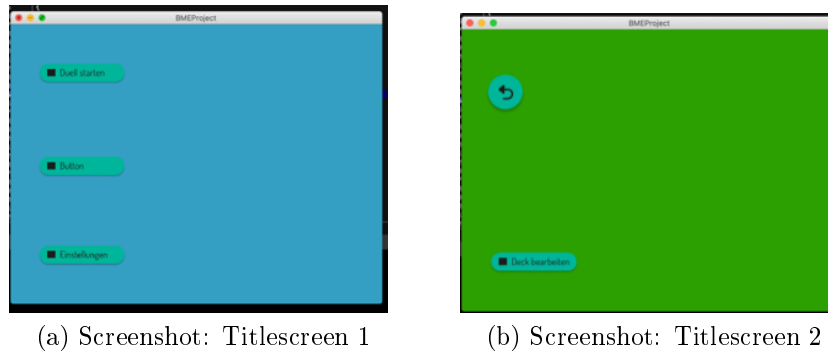 BMEProject
Duell starten
Button
Einstellungen
(a) Screenshot: Titlescreen 1
BMEProject
Deck bearbeiten
(b) Screenshot: Titlescreen 2